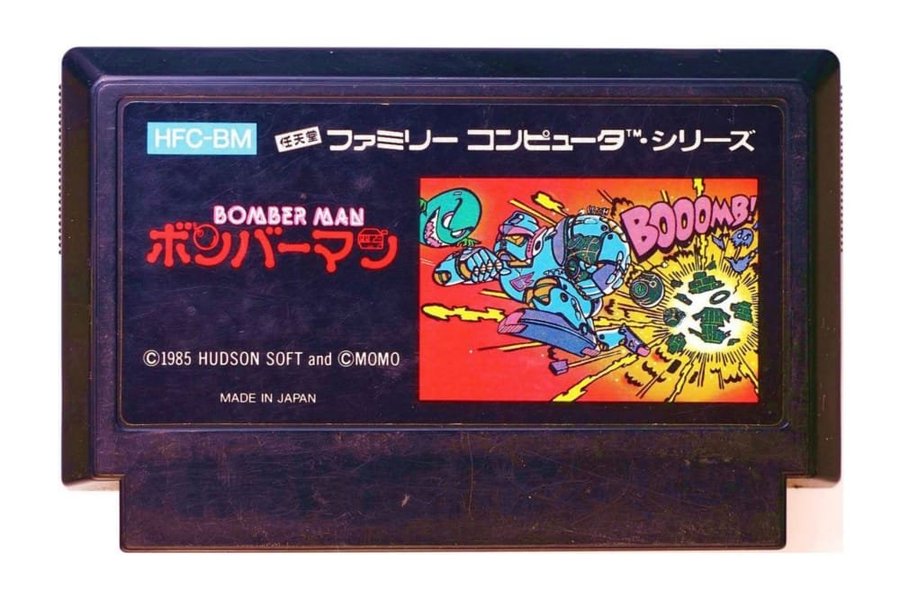 HFC-BM
任天堂 ファミリー コンピュータ™・シリーズ
BOMBER MAN
ボンバーマン
BOOOMB!
©1985 HUDSON SOFT and ©MOMO
MADE IN JAPAN